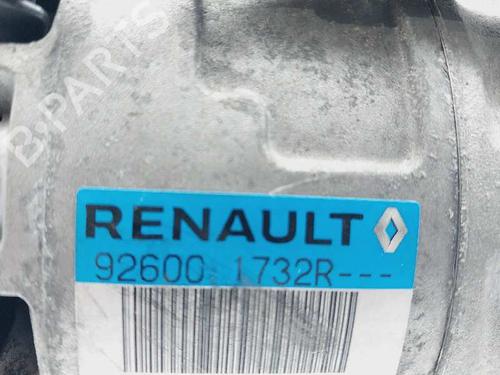 B-PARTS
RENAULT
92600 1732R---